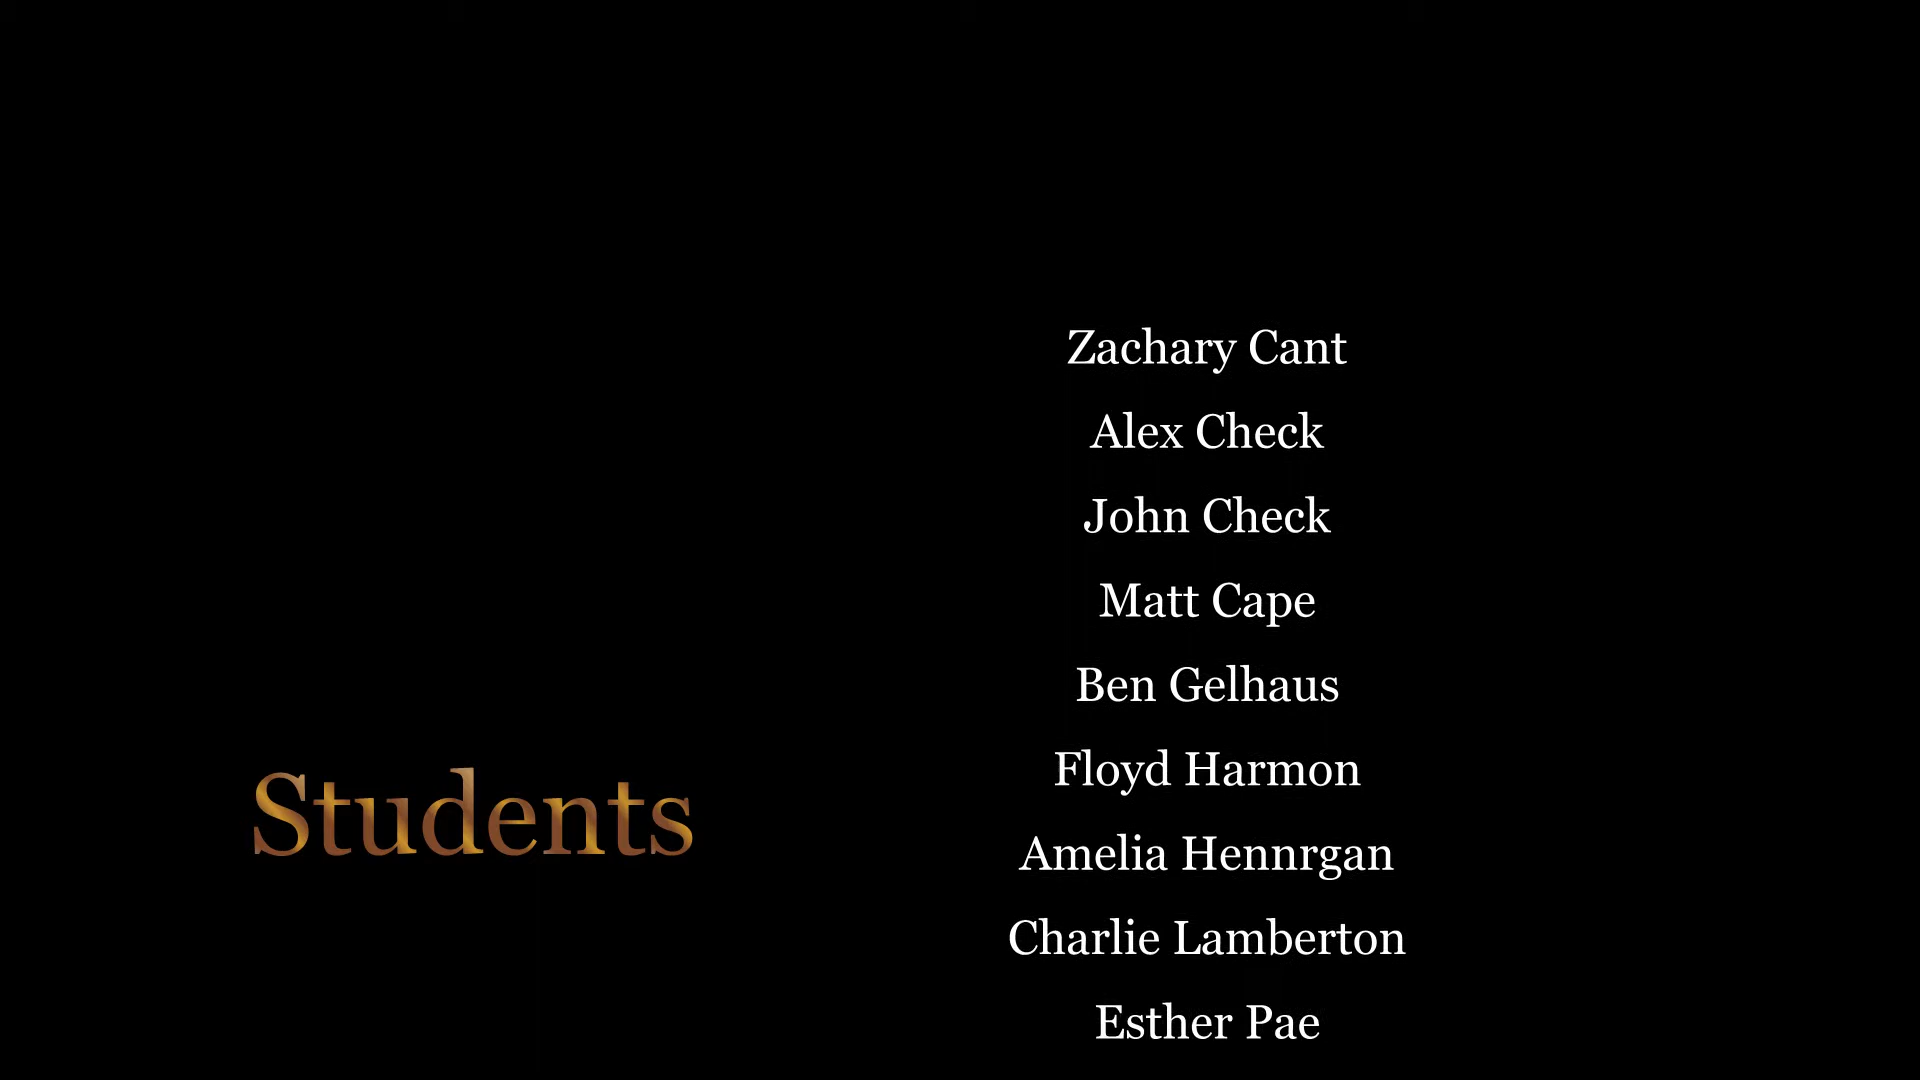 Zachary Cant
Alex Check
John Check
Matt Cape
Ben Gelhaus
Floyd Harmon
Students
Amelia Hennrgan
Charlie Lamberton
Esther Pae